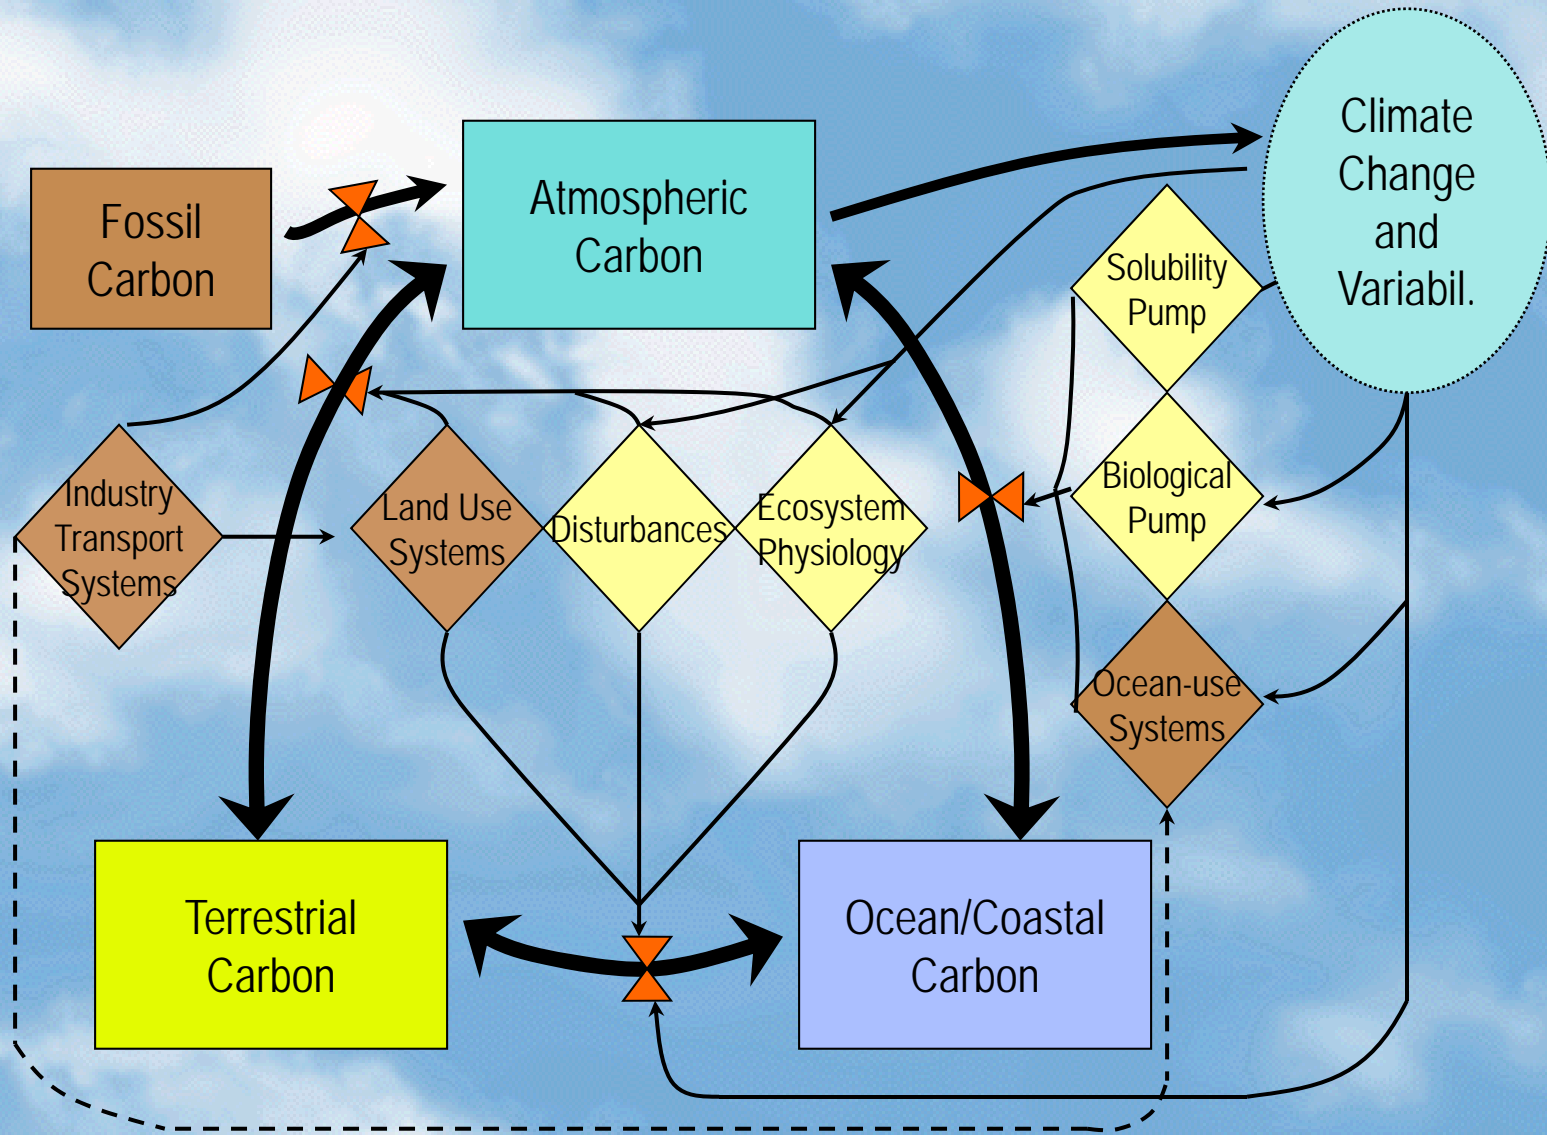 Fossil
Carbon
Atmospheric
Carbon
Climate
Change
and
Variabil.
Solubility
Pump
Industry
Transport
Systems
Land Use
Systems
Disturbances
Ecosystem
Physiology
Biological
Pump
Ocean-use
Systems
Terrestrial
Carbon
Ocean/Coastal
Carbon